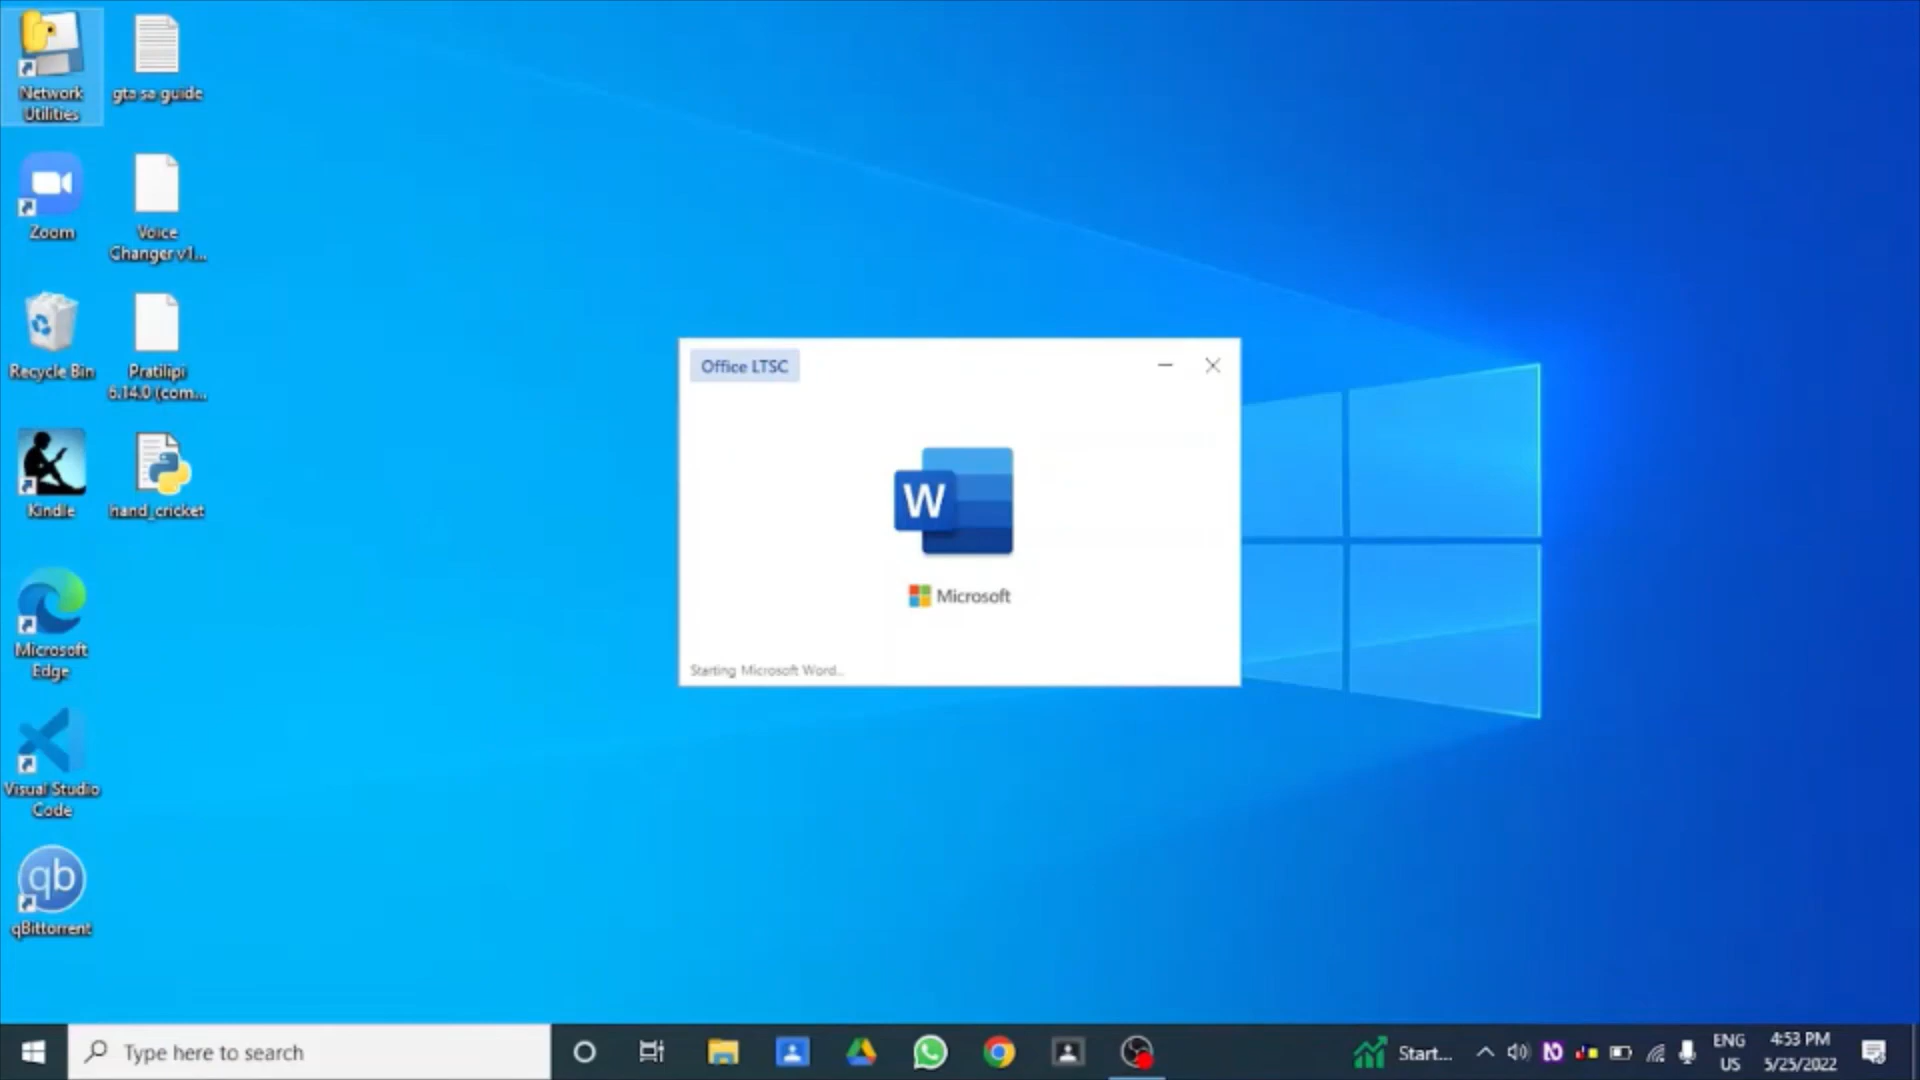 Network
Utilities
gta sa guide
Zoom
Voice
Changer v1...
Recycle Bin
Pratilipi
6.14.0 (com...
Kindle
hand_cricket
Microsoft
Edge
Visual Studio
Code
qb
qBittorrent
Office LTSC
W
Microsoft
Starting Microsoft Word...
Type here to search
Start...
ENG
US
4:53 PM
5/25/2022